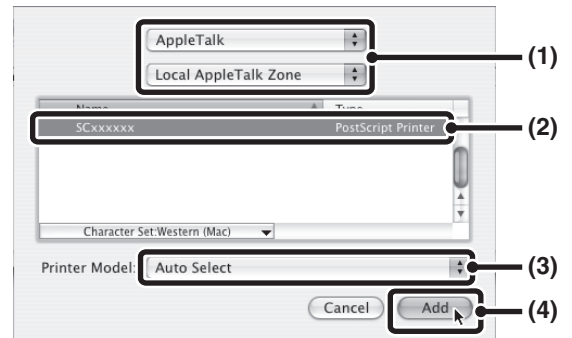 AppleTalk
(1)
Local AppleTalk Zone
Name Type
SCxxxxxx PostScript Printer (2)
Character Set:Western (Mac)
Printer Model: Auto Select (3)
Cancel Add (4)